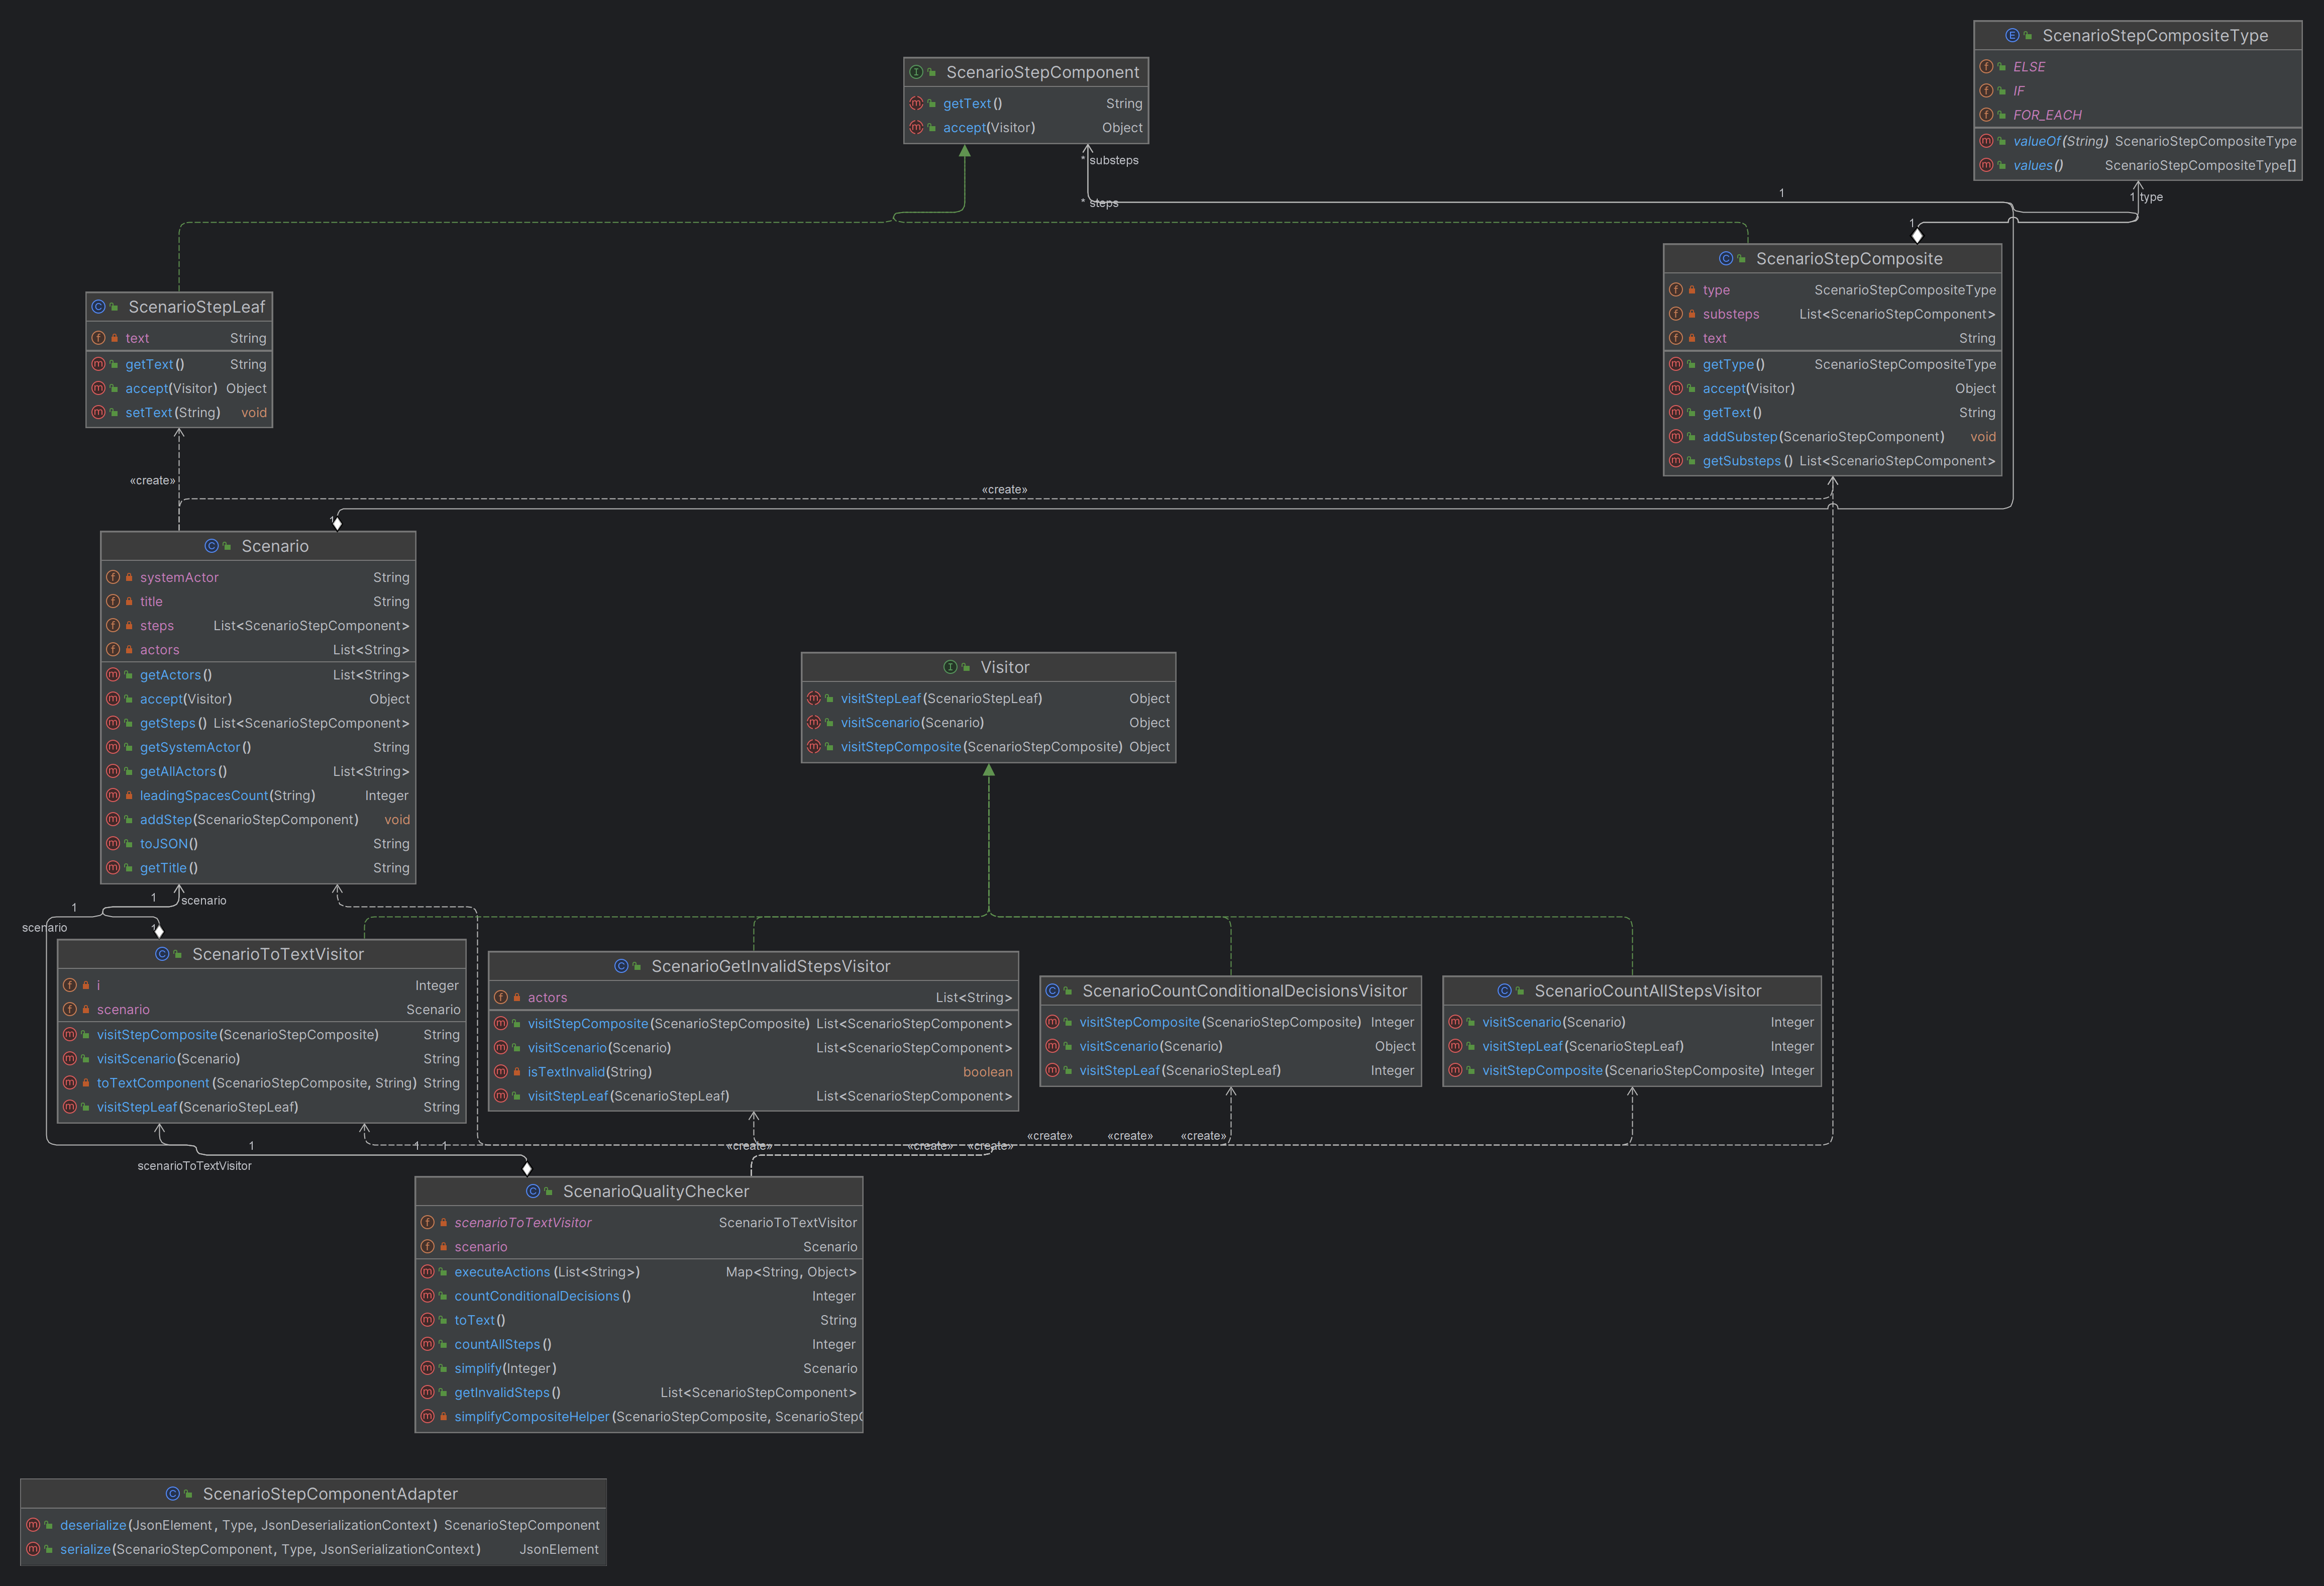 ScenarioStepCompositeType
ELSE
IF
FOR_EACH
valueOf(String) ScenarioStepCompositeType
values() ScenarioStepCompositeType[]
1 type
ScenarioStepComponent
getText() String
accept(Visitor) Object
* substeps
* steps
1
1
ScenarioStepComposite
type ScenarioStepCompositeType
substeps List<ScenarioStepComponent>
text String
getType() ScenarioStepCompositeType
accept(Visitor) Object
getText() String
addSubstep(ScenarioStepComponent) void
getSubsteps() List<ScenarioStepComponent>
ScenarioStepLeaf
text String
getText() String
accept(Visitor) Object
setText(String) void
«create»
«create»
1
Scenario
systemActor String
title String
steps List<ScenarioStepComponent>
actors List<String>
getActors() List<String>
accept(Visitor) Object
getSteps() List<ScenarioStepComponent>
getSystemActor() String
getAllActors() List<String>
leadingSpacesCount(String) Integer
addStep(ScenarioStepComponent) void
toJSON() String
getTitle() String
Visitor
visitStepLeaf(ScenarioStepLeaf) Object
visitScenario(Scenario) Object
visitStepComposite(ScenarioStepComposite) Object
1
1
scenario
scenario
1
ScenarioToTextVisitor
i Integer
scenario Scenario
visitStepComposite(ScenarioStepComposite) String
visitScenario(Scenario) String
toTextComponent(ScenarioStepComposite, String) String
visitStepLeaf(ScenarioStepLeaf) String
ScenarioGetInvalidStepsVisitor
actors List<String>
visitStepComposite(ScenarioStepComposite) List<ScenarioStepComponent>
visitScenario(Scenario) List<ScenarioStepComponent>
isTextInvalid(String) boolean
visitStepLeaf(ScenarioStepLeaf) List<ScenarioStepComponent>
ScenarioCountConditionalDecisionsVisitor
visitStepComposite(ScenarioStepComposite) Integer
visitScenario(Scenario) Object
visitStepLeaf(ScenarioStepLeaf) Integer
ScenarioCountAllStepsVisitor
visitScenario(Scenario) Integer
visitStepLeaf(ScenarioStepLeaf) Integer
visitStepComposite(ScenarioStepComposite) Integer
1
1
1
«create»
«create»
«create»
«create»
«create»
«create»
scenarioToTextVisitor
ScenarioQualityChecker
scenarioToTextVisitor ScenarioToTextVisitor
scenario Scenario
executeActions(List<String>) Map<String, Object>
countConditionalDecisions() Integer
toText() String
countAllSteps() Integer
simplify(Integer) Scenario
getInvalidSteps() List<ScenarioStepComponent>
simplifyCompositeHelper(ScenarioStepComposite, ScenarioStep
ScenarioStepComponentAdapter
deserialize(JsonElement, Type, JsonDeserializationContext) ScenarioStepComponent
serialize(ScenarioStepComponent, Type, JsonSerializationContext) JsonElement